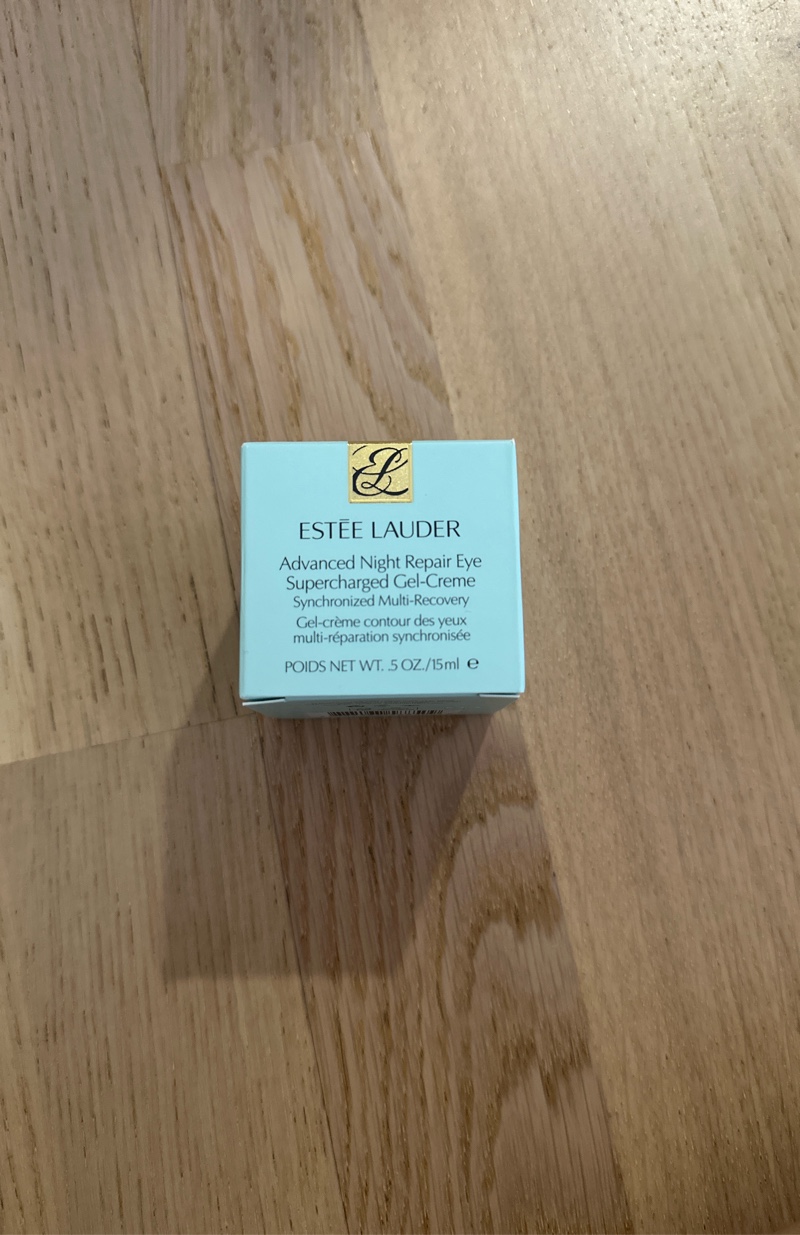 EL
ESTĒE LAUDER
Advanced Night Repair Eye
Supercharged Gel-Creme
Synchronized Multi-Recovery
Gel-crème contour des yeux
multi-réparation synchronisée
POIDS NET WT. .5 OZ./15ml ℮